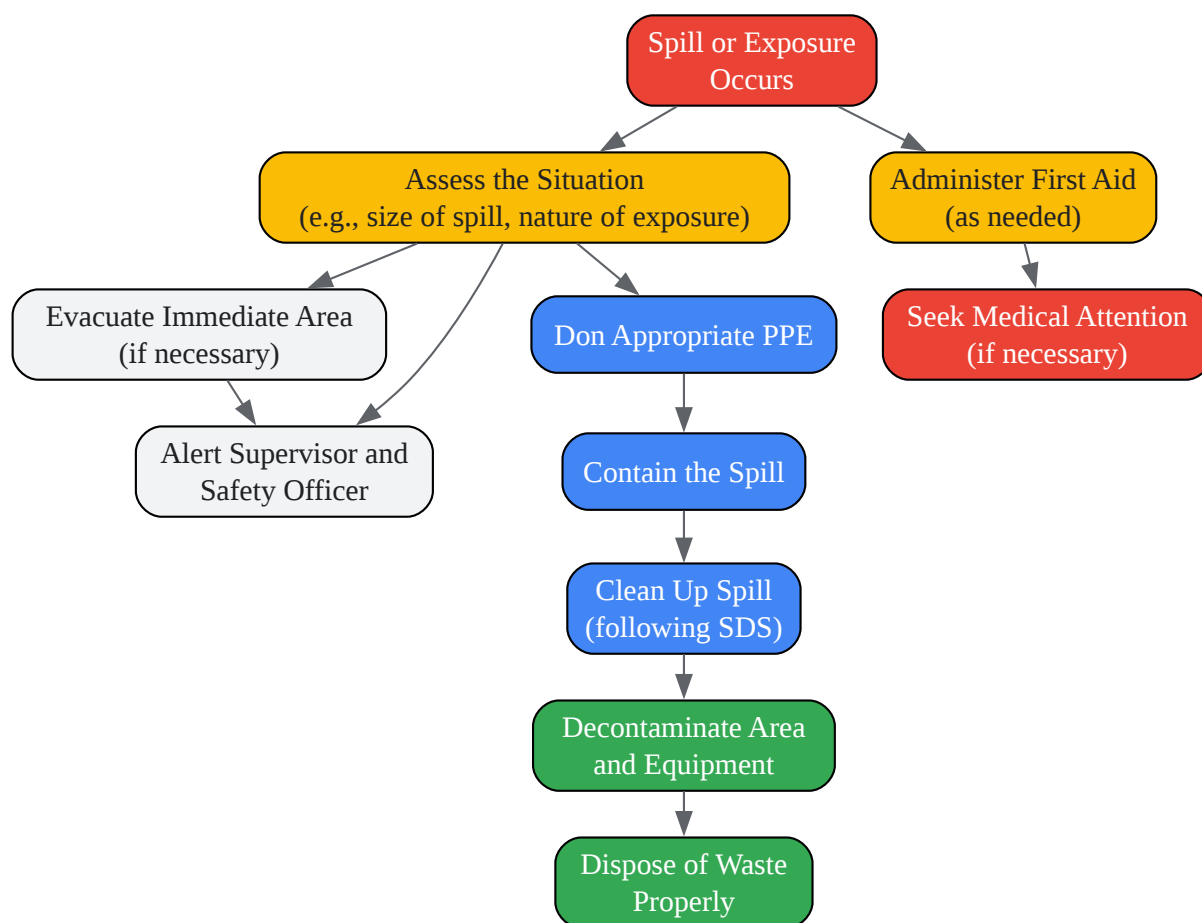 Spill or Exposure
Occurs
Assess the Situation
(e.g., size of spill, nature of exposure)
Administer First Aid
(as needed)
Evacuate Immediate Area
(if necessary)
Don Appropriate PPE
Seek Medical Attention
(if necessary)
Alert Supervisor and
Safety Officer
Contain the Spill
Clean Up Spill
(following SDS)
Decontaminate Area
and Equipment
Dispose of Waste
Properly